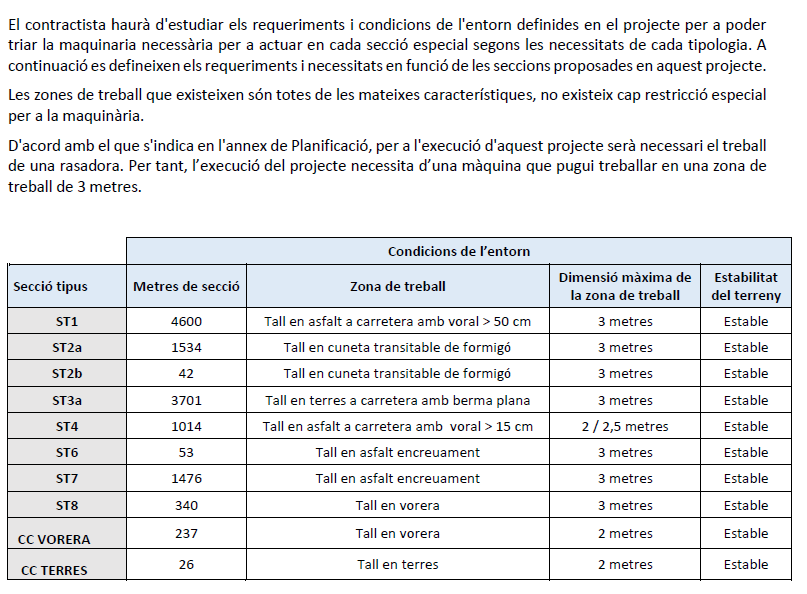 El contractista haurà d'estudiar els requeriments i condicions de l'entorn definides en el projecte per a poder
triar la maquinaria necessària per a actuar en cada secció especial segons les necessitats de cada tipologia. A
continuació es defineixen els requeriments i necessitats en funció de les seccions proposades en aquest projecte.
Les zones de treball que existeixen són totes de les mateixes característiques, no existeix cap restricció especial
per a la maquinària.
D'acord amb el que s'indica en l'annex de Planificació, per a l'execució d'aquest projecte serà necessari el treball
de una rasadora. Per tant, l’execució del projecte necessita d’una màquina que pugui treballar en una zona de
treball de 3 metres.
Condicions de l’entorn
Secció tipus Metres de secció Zona de treball Dimensió màxima de la zona de treball Estabilitat del terreny
ST1 4600 Tall en asfalt a carretera amb voral > 50 cm 3 metres Estable
ST2a 1534 Tall en cuneta transitable de formigó 3 metres Estable
ST2b 42 Tall en cuneta transitable de formigó 3 metres Estable
ST3a 3701 Tall en terres a carretera amb berma plana 3 metres Estable
ST4 1014 Tall en asfalt a carretera amb voral > 15 cm 2 / 2,5 metres Estable
ST6 53 Tall en asfalt encreuament 3 metres Estable
ST7 1476 Tall en asfalt encreuament 3 metres Estable
ST8 340 Tall en vorera 3 metres Estable
CC VORERA 237 Tall en vorera 2 metres Estable
CC TERRES 26 Tall en terres 2 metres Estable